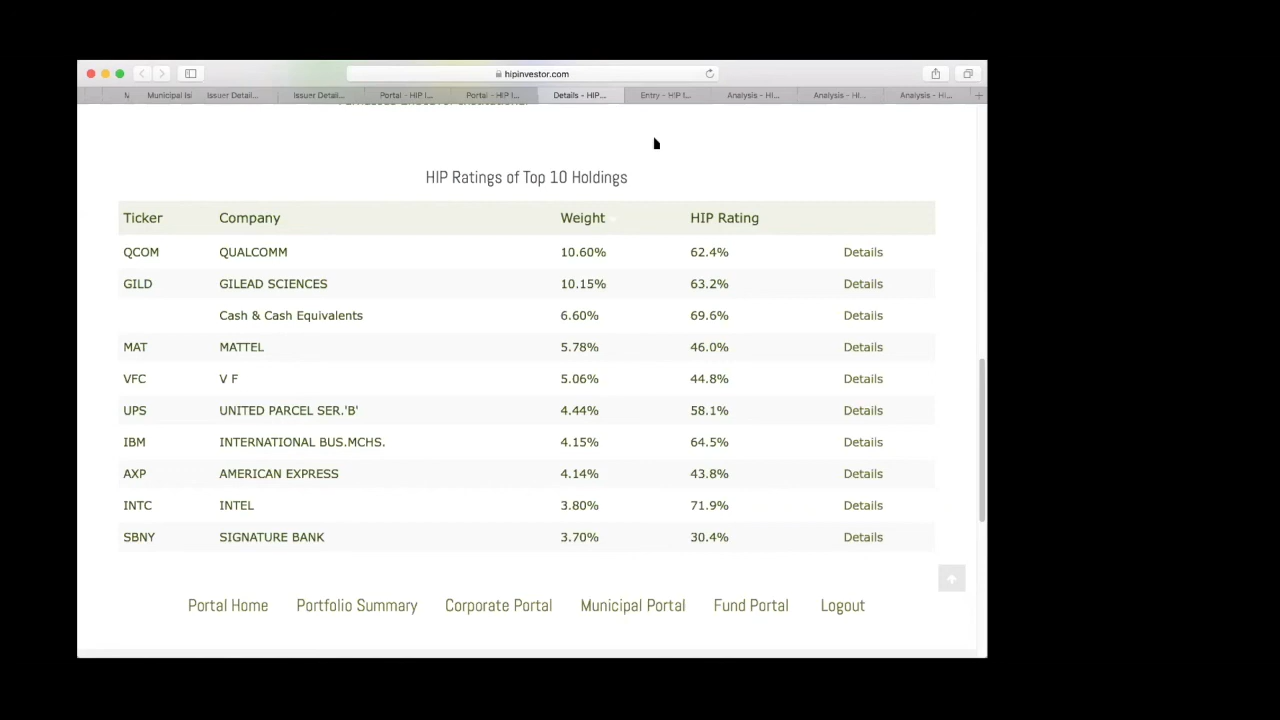 hipinvestor.com
Municipal Isi Issuer Detail... Issuer Detail... Portal - HIP I... Portal - HIP I... Details - HIP... Entry - HIP I... Analysis - HI... Analysis - HI... Analysis - HI...
HIP Ratings of Top 10 Holdings
Ticker Company Weight HIP Rating
QCOM QUALCOMM 10.60% 62.4% Details
GILD GILEAD SCIENCES 10.15% 63.2% Details
Cash & Cash Equivalents 6.60% 69.6% Details
MAT MATTEL 5.78% 46.0% Details
VFC V F 5.06% 44.8% Details
UPS UNITED PARCEL SER.'B' 4.44% 58.1% Details
IBM INTERNATIONAL BUS.MCHS. 4.15% 64.5% Details
AXP AMERICAN EXPRESS 4.14% 43.8% Details
INTC INTEL 3.80% 71.9% Details
SBNY SIGNATURE BANK 3.70% 30.4% Details
Portal Home Portfolio Summary Corporate Portal Municipal Portal Fund Portal Logout